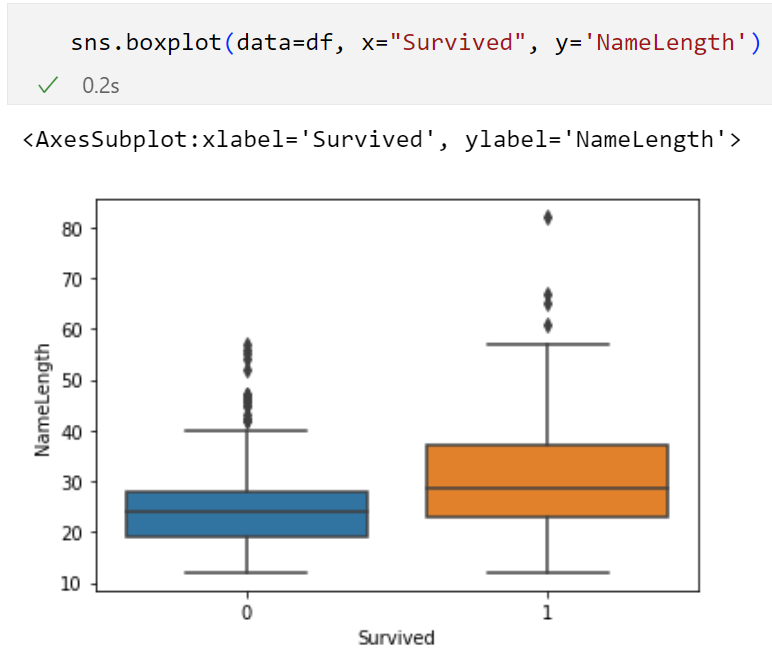 sns.boxplot(data=df, x="Survived", y='NameLength')
0.2s
<AxesSubplot:xlabel='Survived', ylabel='NameLength'>
80
70
60
50
40
30
20
10
NameLength
0 1
Survived